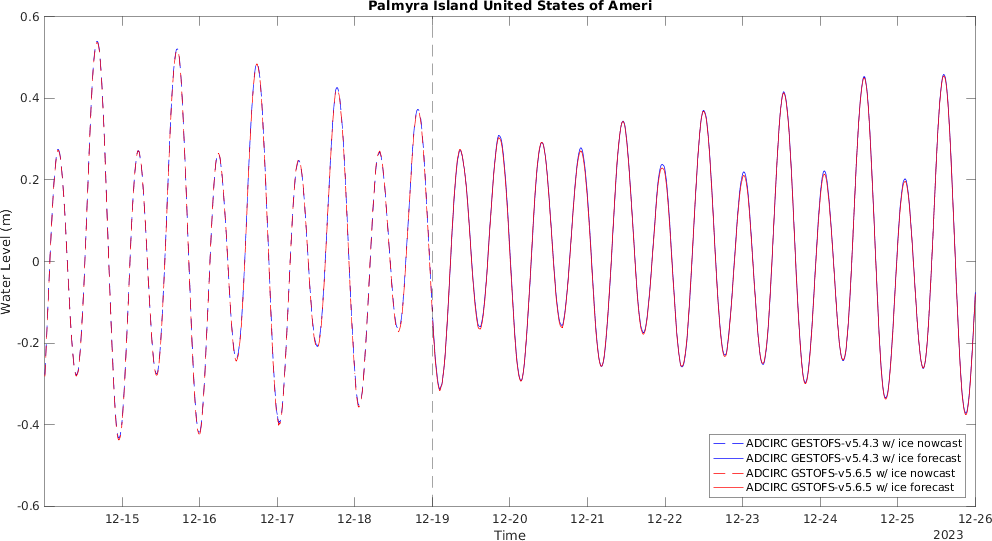 Palmyra Island United States of Ameri
0.6
0.4
0.2
0
-0.2
-0.4
-0.6
Water Level (m)
12-15 12-16 12-17 12-18 12-19 12-20 12-21 12-22 12-23 12-24 12-25 12-26
Time
2023
ADCIRC GESTOFS-v5.4.3 w/ ice nowcast
ADCIRC GESTOFS-v5.4.3 w/ ice forecast
ADCIRC GSTOFS-v5.6.5 w/ ice nowcast
ADCIRC GSTOFS-v5.6.5 w/ ice forecast